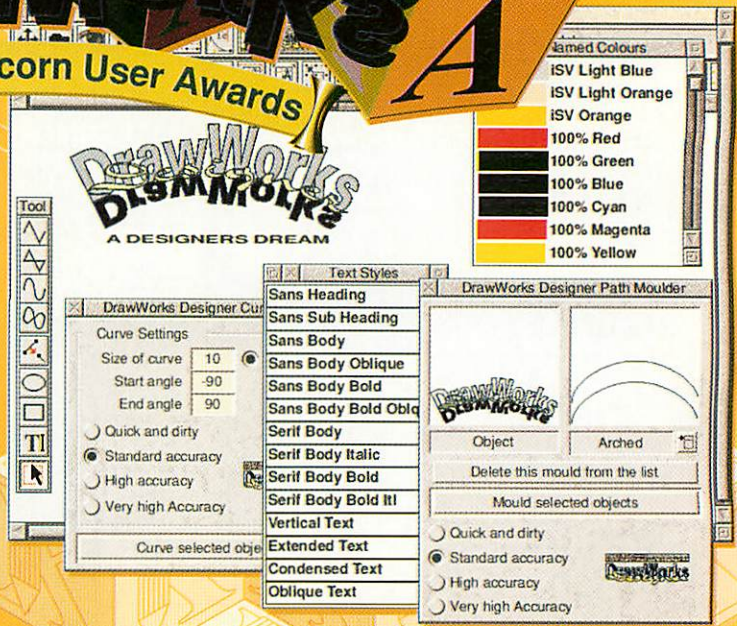 corn User Awards
A
Named Colours
iSV Light Blue
iSV Light Orange
iSV Orange
100% Red
100% Green
100% Blue
100% Cyan
100% Magenta
100% Yellow
DrawWorks
DrawWorks
A DESIGNERS DREAM
Tool
TI
DrawWorks Designer Cur
Curve Settings
Size of curve 10
Start angle -90
End angle 90
Quick and dirty
Standard accuracy
High accuracy
Very high Accuracy
Curve selected obje
Text Styles
Sans Heading
Sans Sub Heading
Sans Body
Sans Body Oblique
Sans Body Bold
Sans Body Bold Oblq
Serif Body
Serif Body Italic
Serif Body Bold
Serif Body Bold Itl
Vertical Text
Extended Text
Condensed Text
Oblique Text
DrawWorks Designer Path Moulder
DrawWorks
DrawWorks
Object
Arched
Delete this mould from the list
Mould selected objects
Quick and dirty
Standard accuracy
High accuracy
Very high Accuracy
DrawWorks